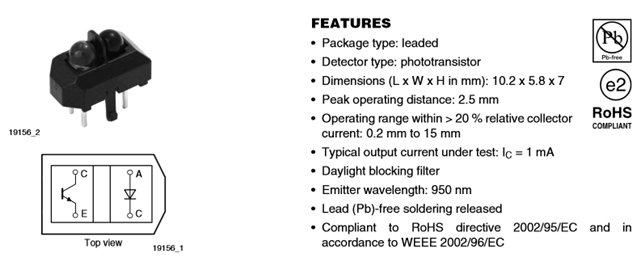 19156_2
C
A
E
C
Top view
19156_1
FEATURES
• Package type: leaded
• Detector type: phototransistor
• Dimensions (L x W x H in mm): 10.2 x 5.8 x 7
• Peak operating distance: 2.5 mm
• Operating range within > 20 % relative collector
current: 0.2 mm to 15 mm
• Typical output current under test: IC = 1 mA
• Daylight blocking filter
• Emitter wavelength: 950 nm
• Lead (Pb)-free soldering released
• Compliant to RoHS directive 2002/95/EC and in
accordance to WEEE 2002/96/EC
Pb
Pb-free
e2
RoHS
COMPLIANT